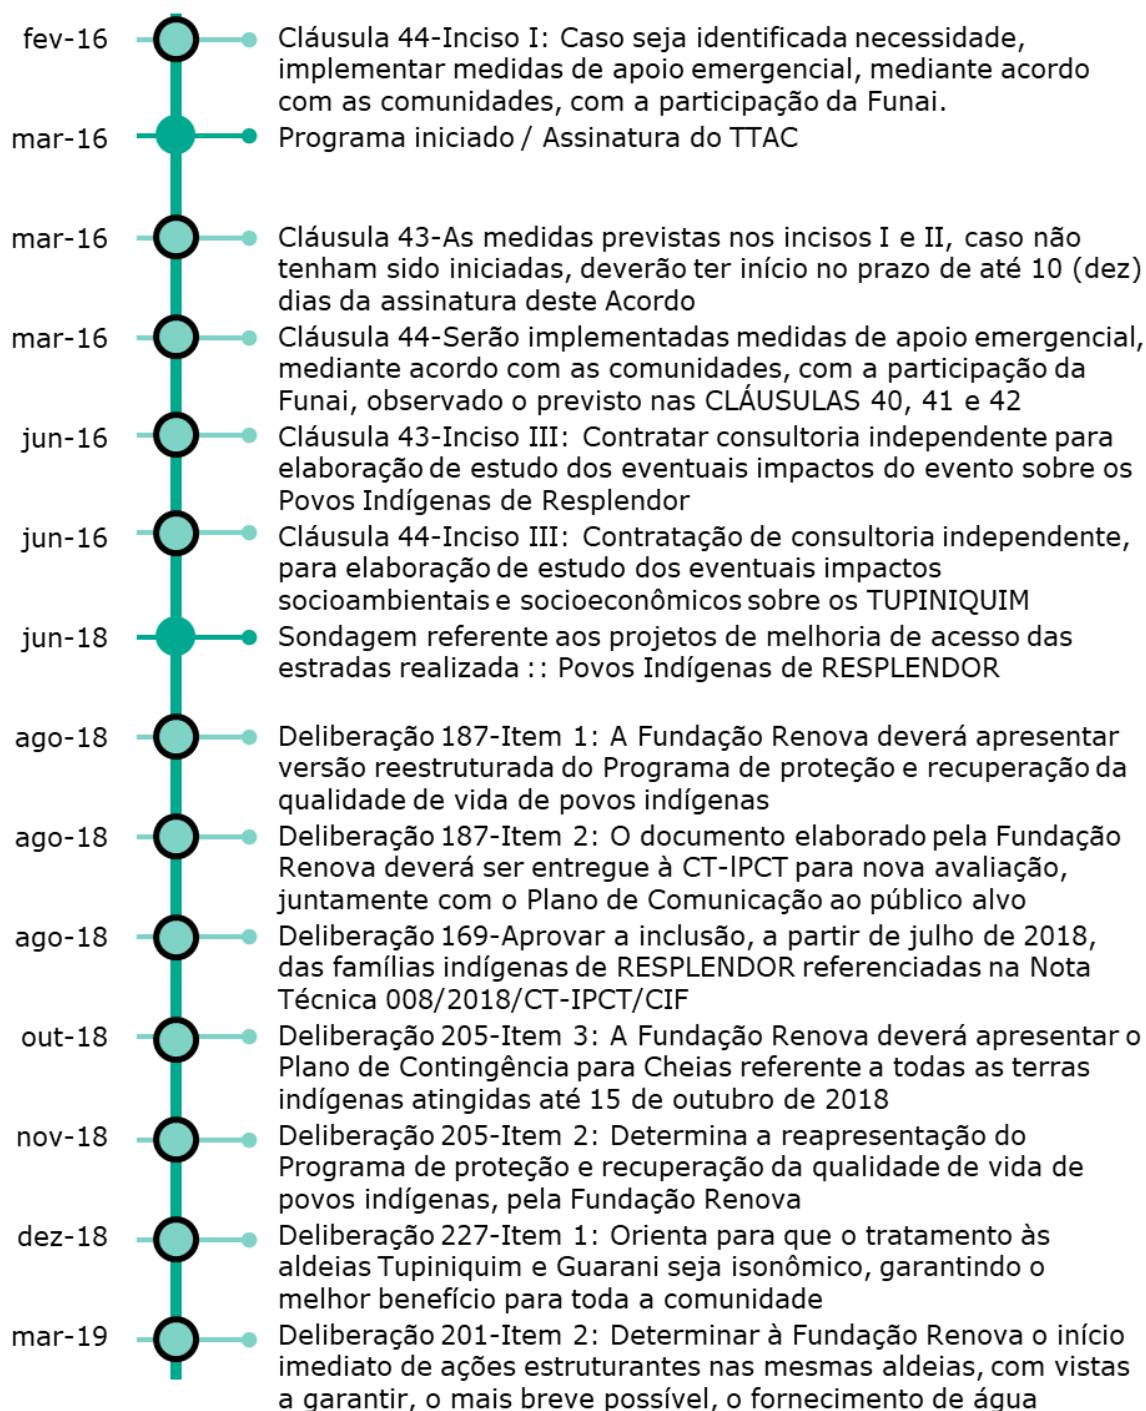 fev-16 Cláusula 44-Inciso I: Caso seja identificada necessidade,
implementar medidas de apoio emergencial, mediante acordo
com as comunidades, com a participação da Funai.
mar-16 Programa iniciado / Assinatura do TTAC
mar-16 Cláusula 43-As medidas previstas nos incisos I e II, caso não
tenham sido iniciadas, deverão ter início no prazo de até 10 (dez)
dias da assinatura deste Acordo
mar-16 Cláusula 44-Serão implementadas medidas de apoio emergencial,
mediante acordo com as comunidades, com a participação da
Funai, observado o previsto nas CLÁUSULAS 40, 41 e 42
jun-16 Cláusula 43-Inciso III: Contratar consultoria independente para
elaboração de estudo dos eventuais impactos do evento sobre os
Povos Indígenas de Resplendor
jun-16 Cláusula 44-Inciso III: Contratação de consultoria independente,
para elaboração de estudo dos eventuais impactos
socioambientais e socioeconômicos sobre os TUPINIQUIM
jun-18 Sondagem referente aos projetos de melhoria de acesso das
estradas realizada :: Povos Indígenas de RESPLENDOR
ago-18 Deliberação 187-Item 1: A Fundação Renova deverá apresentar
versão reestruturada do Programa de proteção e recuperação da
qualidade de vida de povos indígenas
ago-18 Deliberação 187-Item 2: O documento elaborado pela Fundação
Renova deverá ser entregue à CT-lPCT para nova avaliação,
juntamente com o Plano de Comunicação ao público alvo
ago-18 Deliberação 169-Aprovar a inclusão, a partir de julho de 2018,
das famílias indígenas de RESPLENDOR referenciadas na Nota
Técnica 008/2018/CT-IPCT/CIF
out-18 Deliberação 205-Item 3: A Fundação Renova deverá apresentar o
Plano de Contingência para Cheias referente a todas as terras
indígenas atingidas até 15 de outubro de 2018
nov-18 Deliberação 205-Item 2: Determina a reapresentação do
Programa de proteção e recuperação da qualidade de vida de
povos indígenas, pela Fundação Renova
dez-18 Deliberação 227-Item 1: Orienta para que o tratamento às
aldeias Tupiniquim e Guarani seja isonômico, garantindo o
melhor benefício para toda a comunidade
mar-19 Deliberação 201-Item 2: Determinar à Fundação Renova o início
imediato de ações estruturantes nas mesmas aldeias, com vistas
a garantir, o mais breve possível, o fornecimento de água